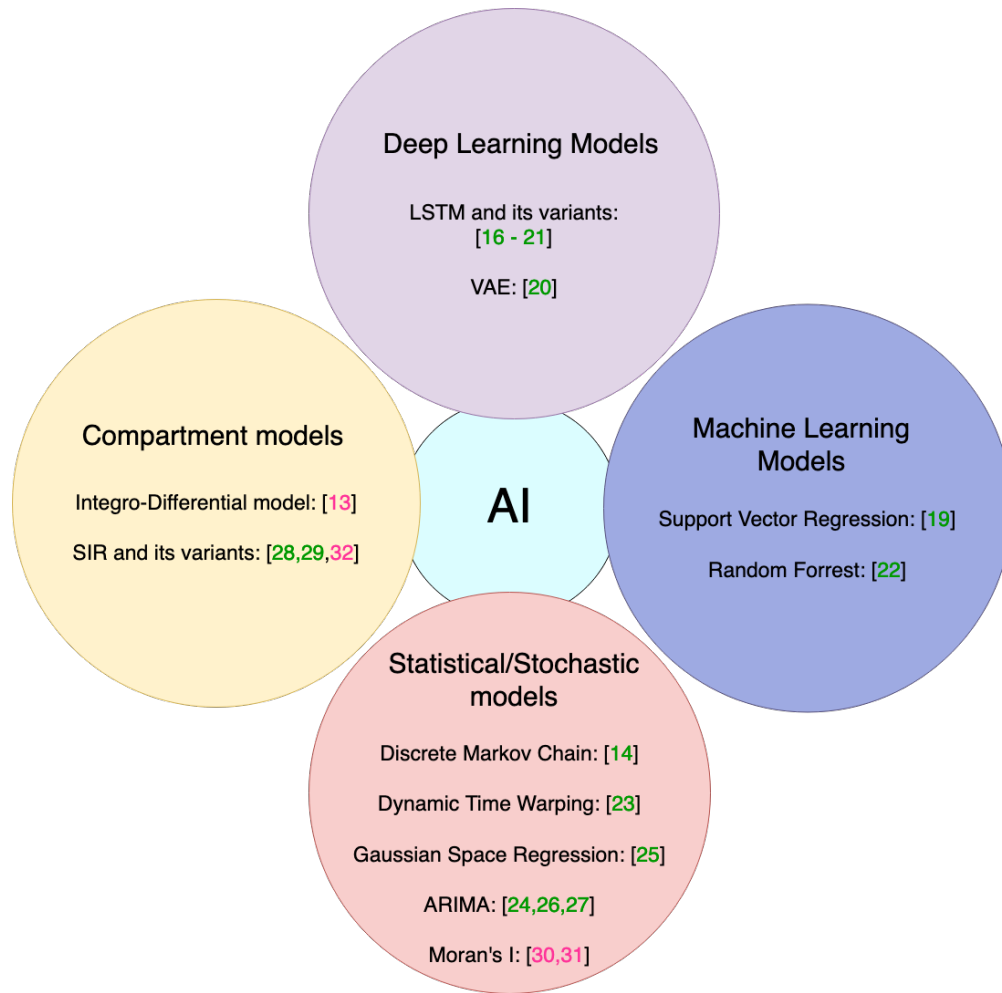 Deep Learning Models
LSTM and its variants:
[16 - 21]
VAE: [20]
Compartment models
Integro-Differential model: [13]
SIR and its variants: [28,29,32]
AI
Machine Learning
Models
Support Vector Regression: [19]
Random Forrest: [22]
Statistical/Stochastic
models
Discrete Markov Chain: [14]
Dynamic Time Warping: [23]
Gaussian Space Regression: [25]
ARIMA: [24,26,27]
Moran's I: [30,31]